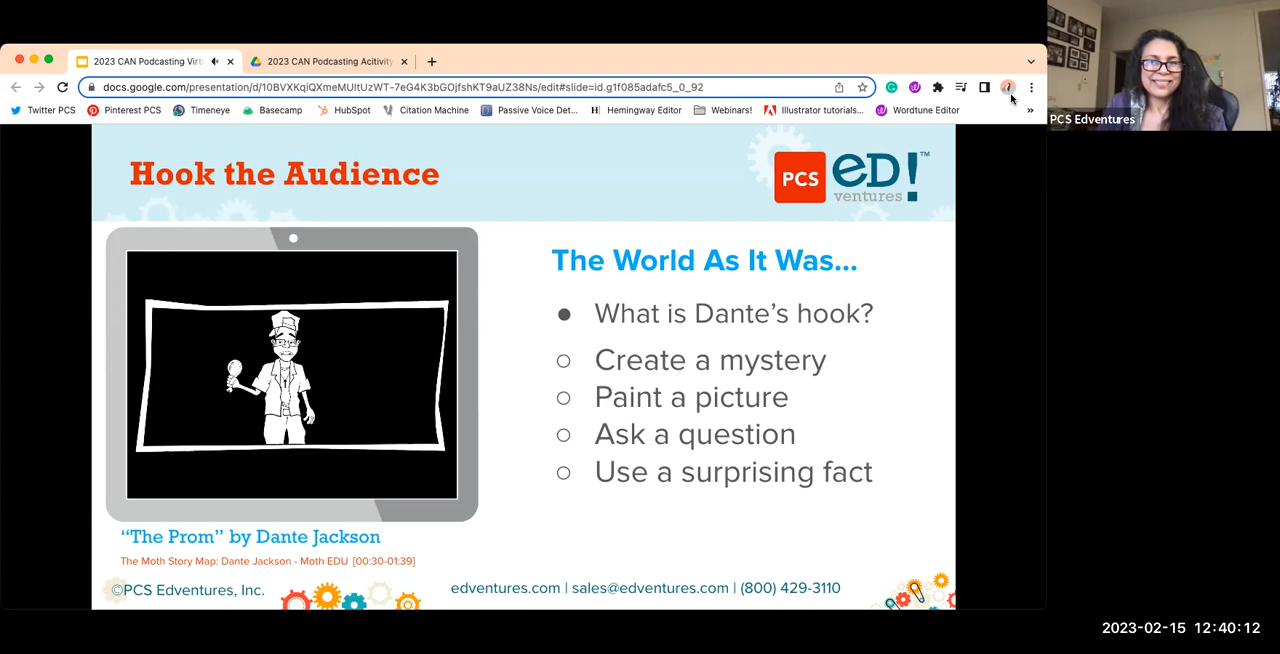 2023 CAN Podcasting Virt
2023 CAN Podcasting Acitivity
docs.google.com/presentation/d/10BVXKqiQXmeMUItUzWT-7eG4K3bGOjfshKT9aUZ38Ns/edit#slide=id.g1f085adafc5_0_92
Twitter PCS
Pinterest PCS
Timeneye
Basecamp
HubSpot
Citation Machine
Passive Voice Det...
Hemingway Editor
Webinars!
Illustrator tutorials...
Wordtune Editor
»
PCS Edventures
Hook the Audience
PCS
ED!™
ventures
The World As It Was...
● What is Dante’s hook?
○ Create a mystery
○ Paint a picture
○ Ask a question
○ Use a surprising fact
“The Prom” by Dante Jackson
The Moth Story Map: Dante Jackson - Moth EDU [00:30-01:39]
©PCS Edventures, Inc.
edventures.com | sales@edventures.com | (800) 429-3110
2023-02-15 12:40:12